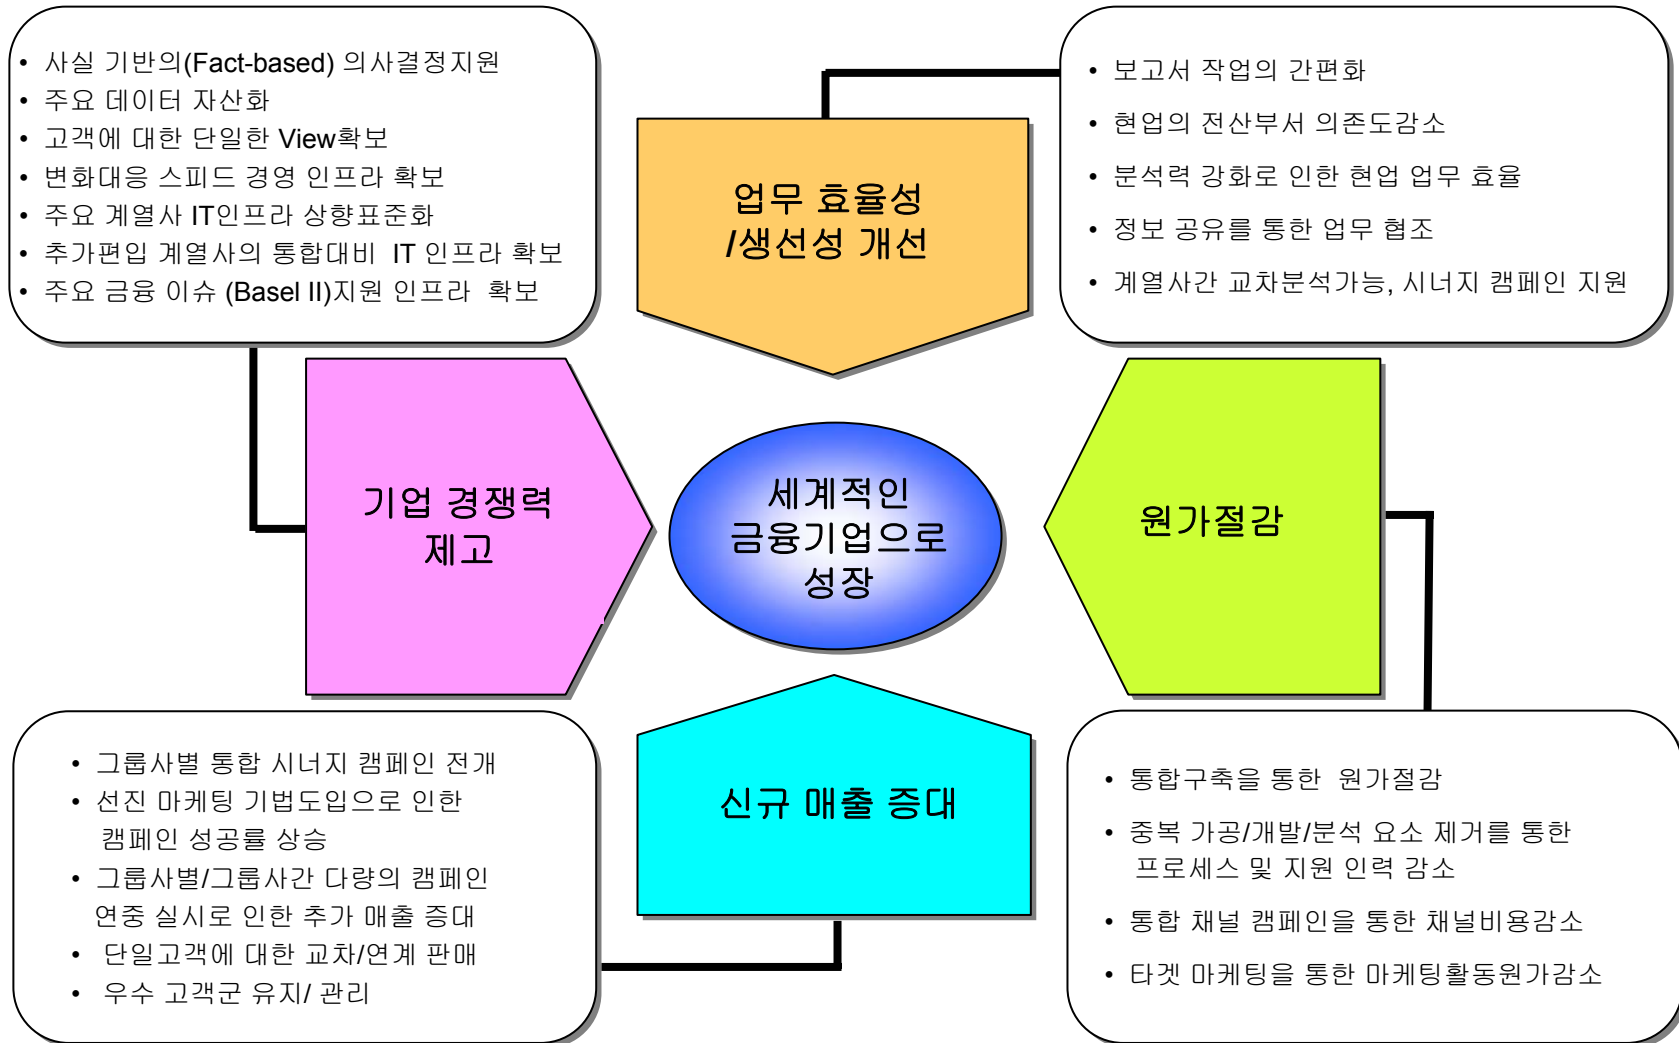 • 사실 기반의(Fact-based) 의사결정지원
• 주요 데이터 자산화
• 고객에 대한 단일한 View확보
• 변화대응 스피드 경영 인프라 확보
• 주요 계열사 IT인프라 상향표준화
• 추가편입 계열사의 통합대비 IT 인프라 확보
• 주요 금융 이슈 (Basel II)지원 인프라 확보
업무 효율성
/생선성 개선
• 보고서 작업의 간편화
• 현업의 전산부서 의존도감소
• 분석력 강화로 인한 현업 업무 효율
• 정보 공유를 통한 업무 협조
• 계열사간 교차분석가능, 시너지 캠페인 지원
기업 경쟁력
제고
세계적인
금융기업으로
성장
원가절감
• 그룹사별 통합 시너지 캠페인 전개
• 선진 마케팅 기법도입으로 인한
캠페인 성공률 상승
• 그룹사별/그룹사간 다량의 캠페인
연중 실시로 인한 추가 매출 증대
• 단일고객에 대한 교차/연계 판매
• 우수 고객군 유지/ 관리
신규 매출 증대
• 통합구축을 통한 원가절감
• 중복 가공/개발/분석 요소 제거를 통한
프로세스 및 지원 인력 감소
• 통합 채널 캠페인을 통한 채널비용감소
• 타겟 마케팅을 통한 마케팅활동원가감소